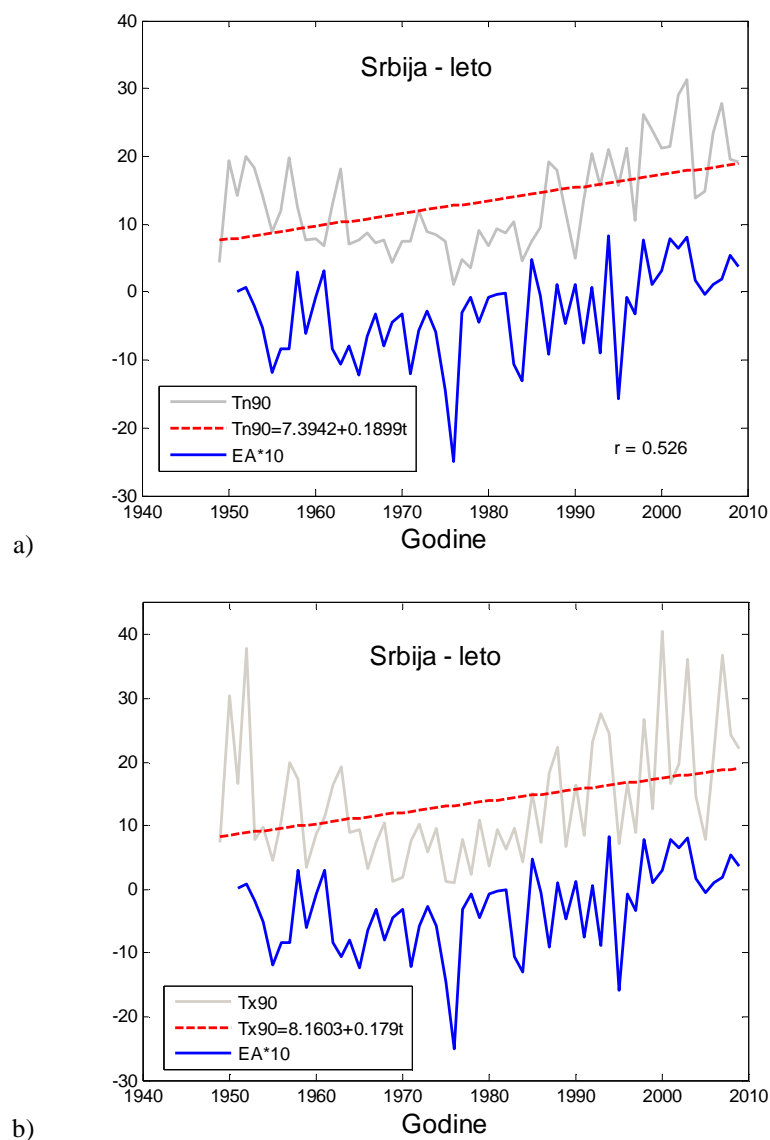 Srbija - leto
40
30
20
10
0
-10
-20
-30
Tn90
Tn90=7.3942+0.1899t
EA*10
r = 0.526
1940 1950 1960 1970 1980 1990 2000 2010
Godine
a)
Srbija - leto
40
30
20
10
0
-10
-20
-30
Tx90
Tx90=8.1603+0.179t
EA*10
1940 1950 1960 1970 1980 1990 2000 2010
Godine
b)